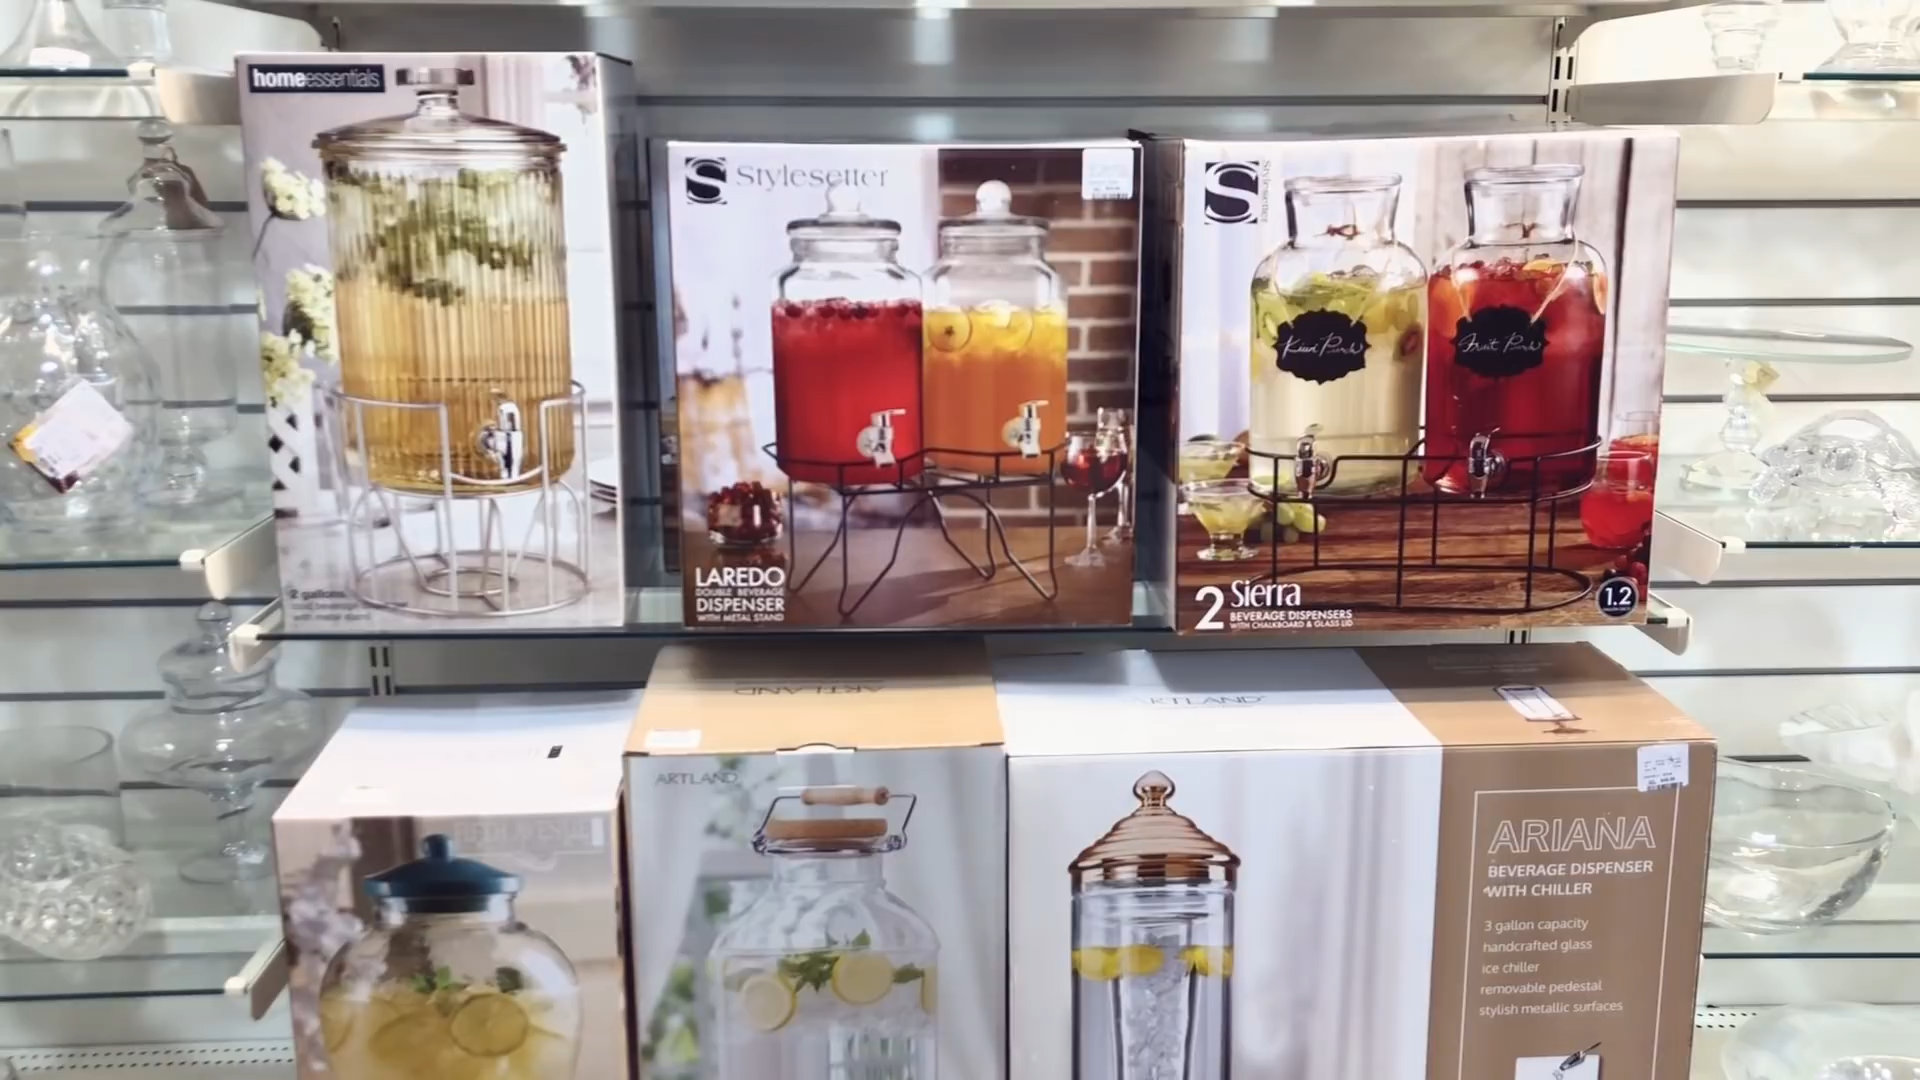 homeessentials
2 gallons
Stylesetter
LAREDO
DOUBLE BEVERAGE
DISPENSER
WITH METAL STAND
Stylesetter
Kiwi Punch
Fruit Punch
2 Sierra
BEVERAGE DISPENSERS
WITH CHALKBOARD & GLASS LID
1.2
ARTLAND
ARTLAND
ARTLAND
ARIANA
BEVERAGE DISPENSER
WITH CHILLER
3 gallon capacity
handcrafted glass
ice chiller
removable pedestal
stylish metallic surfaces